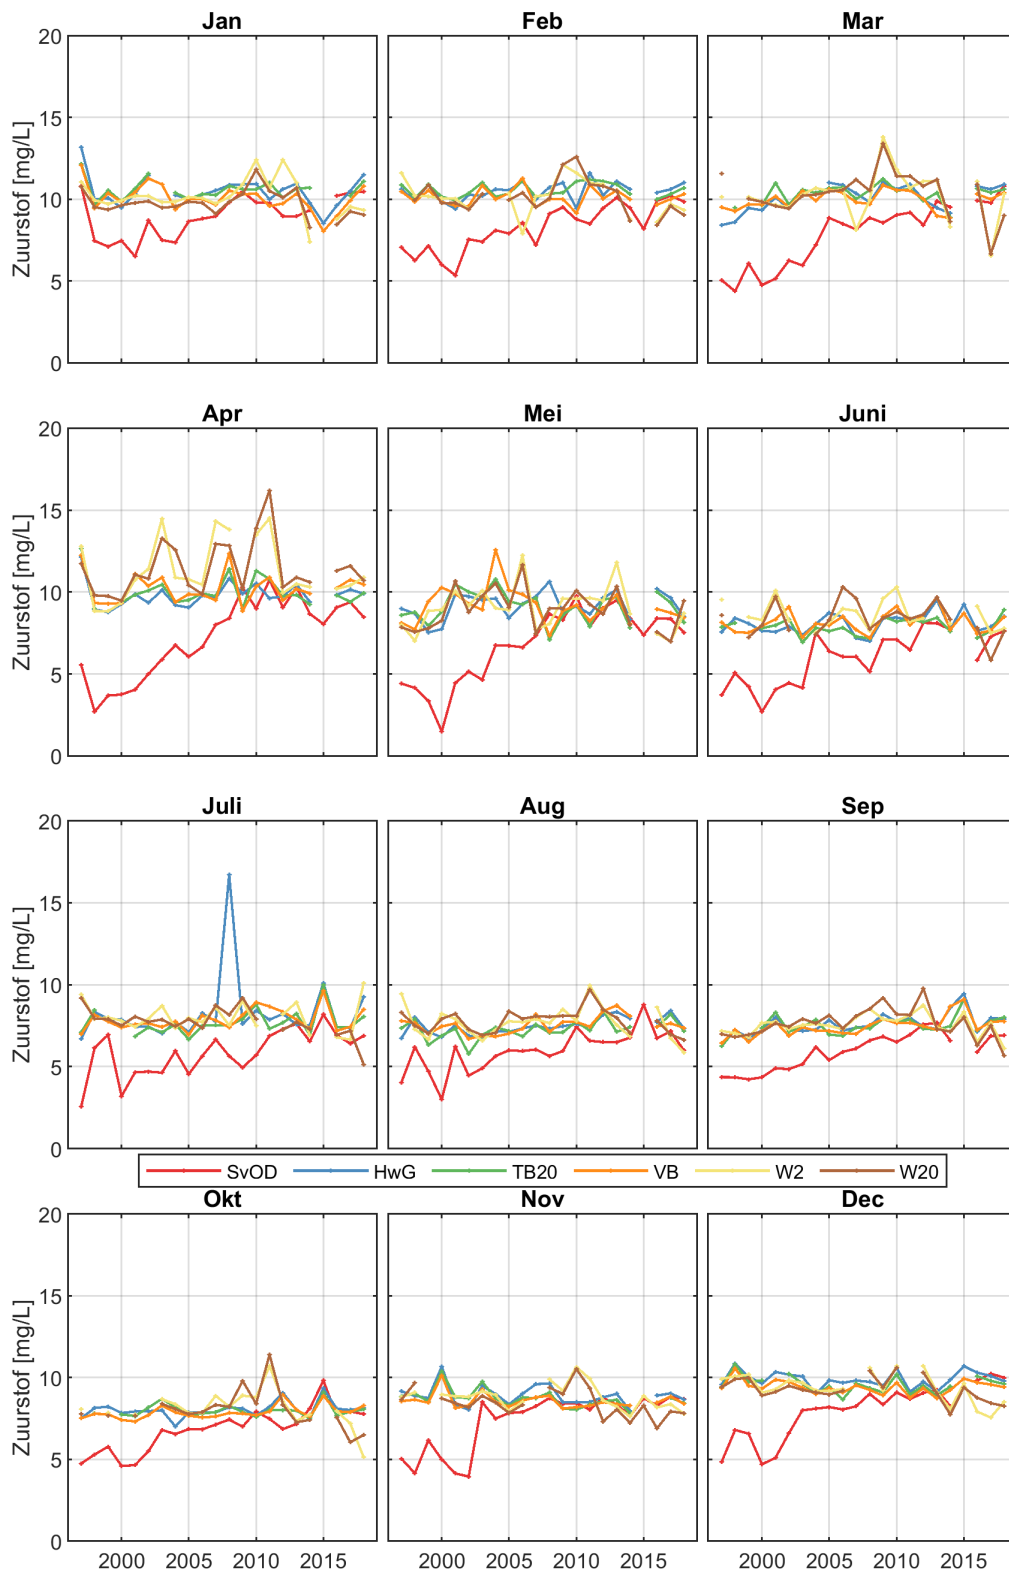 Jan Feb Mar
20
15
10
5
0
Zuurstof [mg/L]
Apr Mei Juni
20
15
10
5
0
Zuurstof [mg/L]
Juli Aug Sep
20
15
10
5
0
Zuurstof [mg/L]
SvOD HwG TB20 VB W2 W20
Okt Nov Dec
20
15
10
5
0
Zuurstof [mg/L]
2000 2005 2010 2015 2000 2005 2010 2015 2000 2005 2010 2015